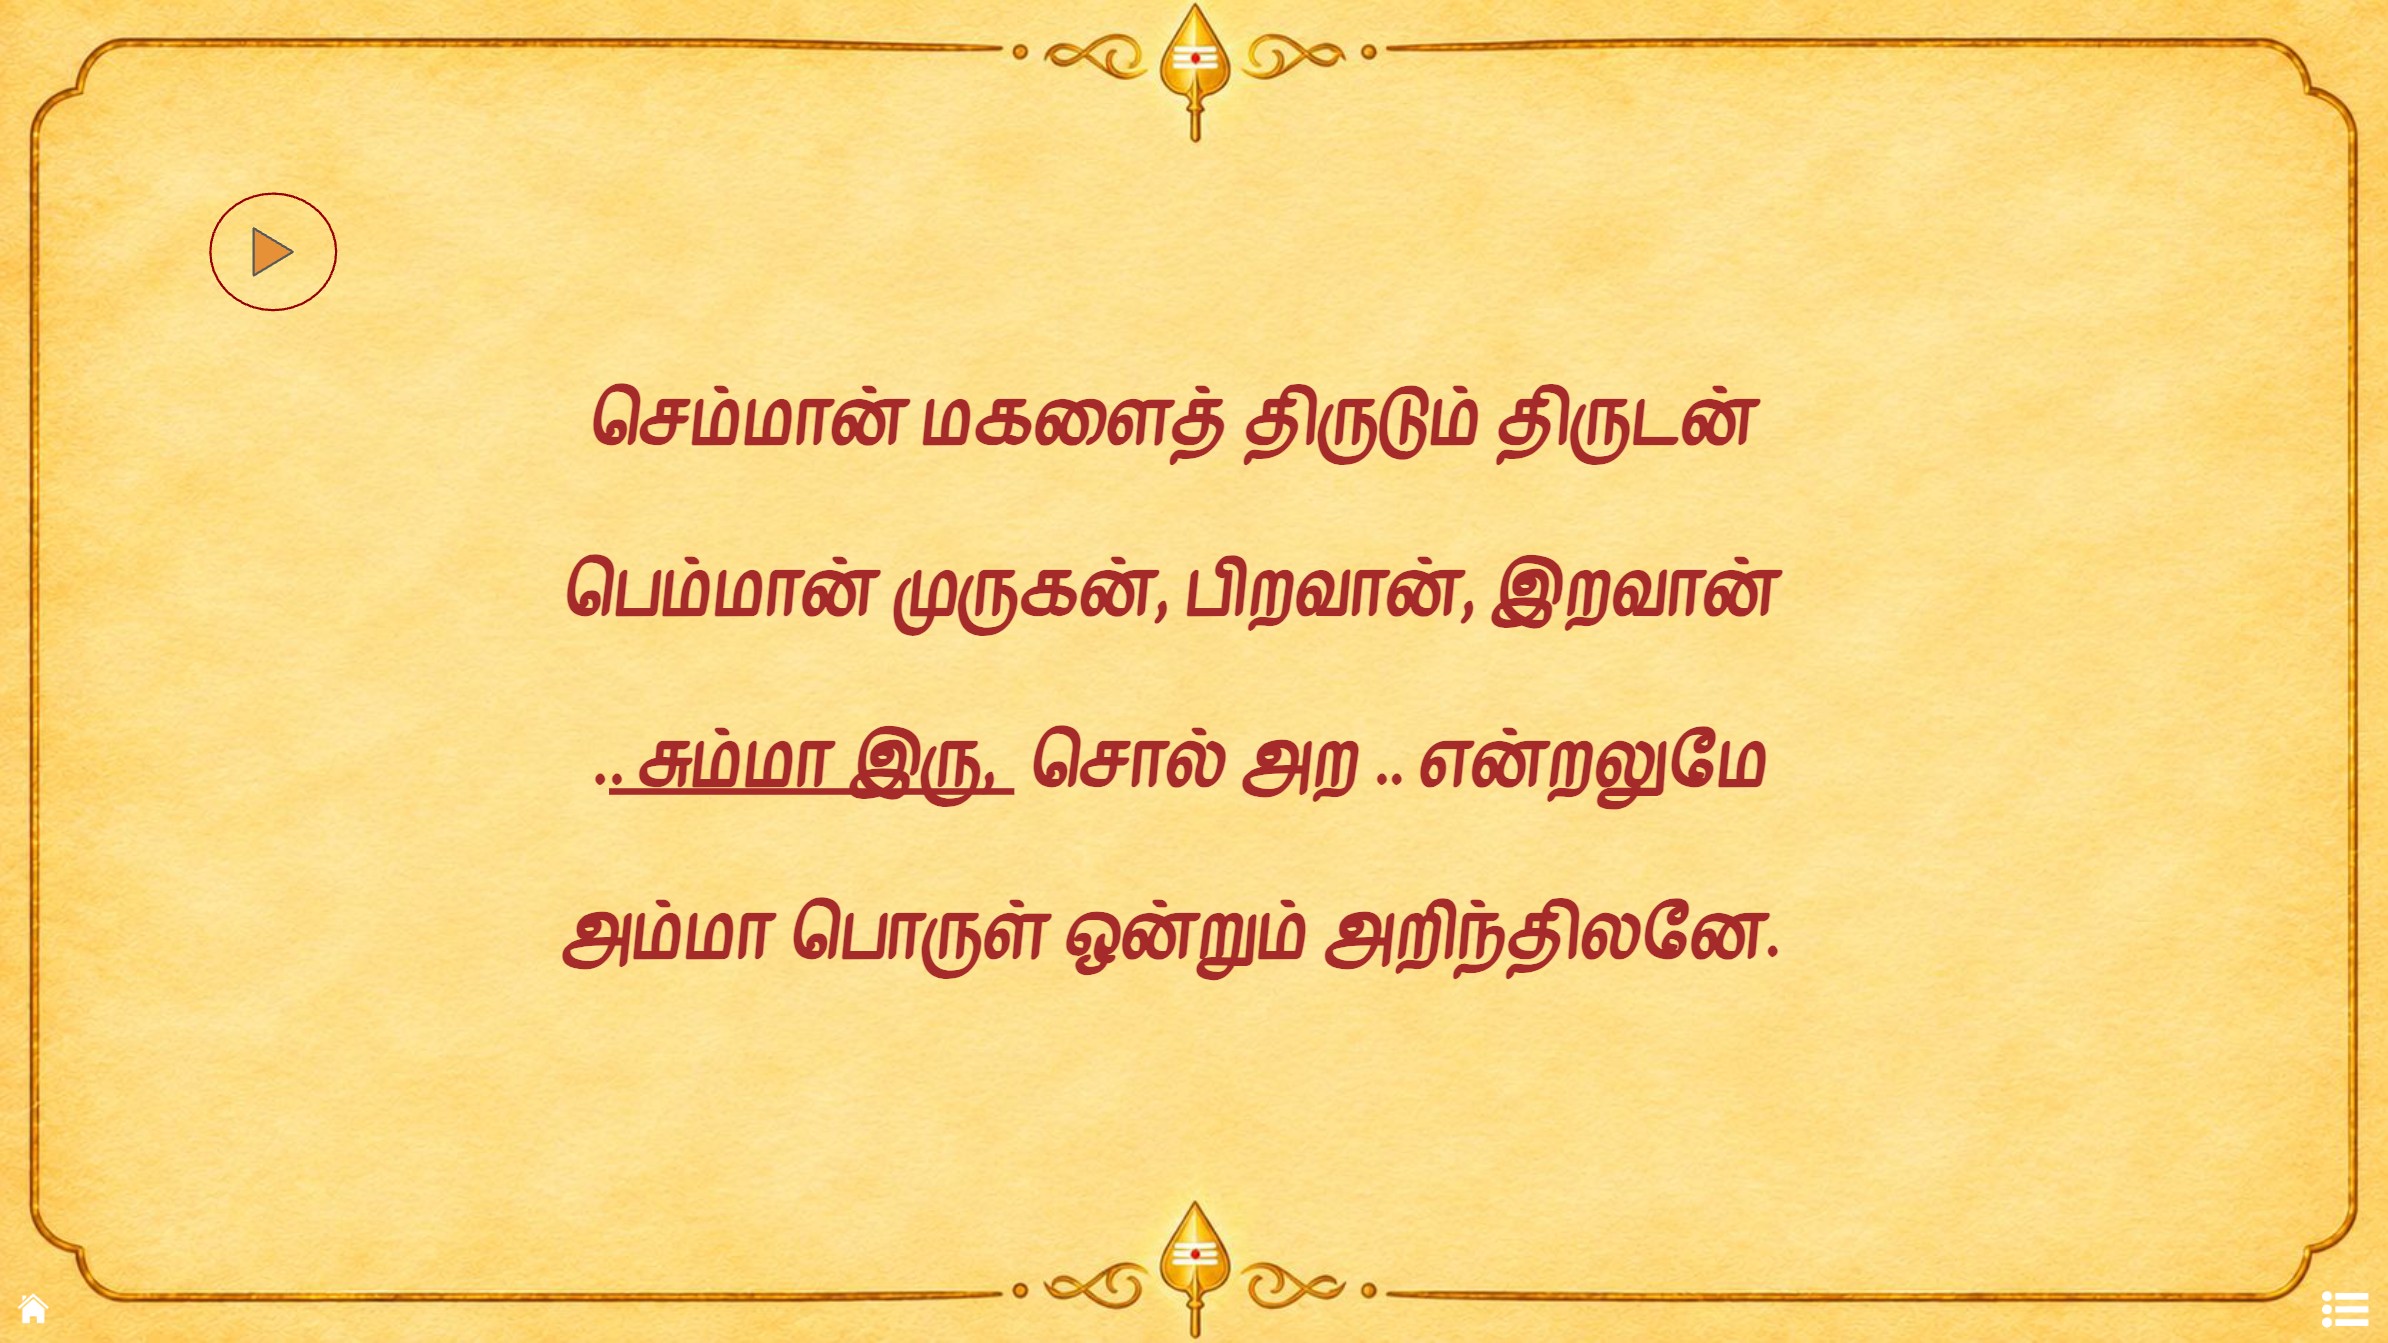 செம்மான் மகளைத் திருடும் திருடன்
பெம்மான் முருகன், பிறவான், இறவான்
.. சும்மா இரு, சொல் அற .. என்றலுமே
அம்மா பொருள் ஒன்றும் அறிந்திலனே.